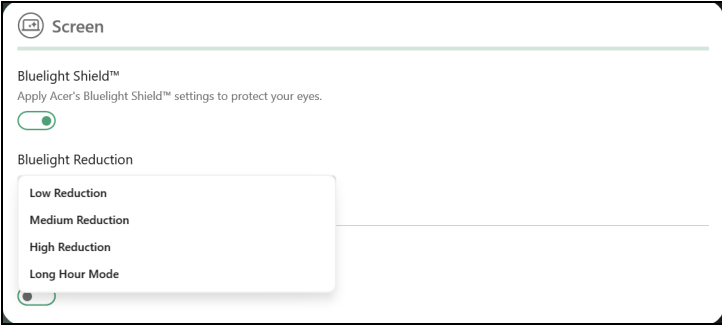 Screen
Bluelight Shield™
Apply Acer's Bluelight Shield™ settings to protect your eyes.
Bluelight Reduction
Low Reduction
Medium Reduction
High Reduction
Long Hour Mode